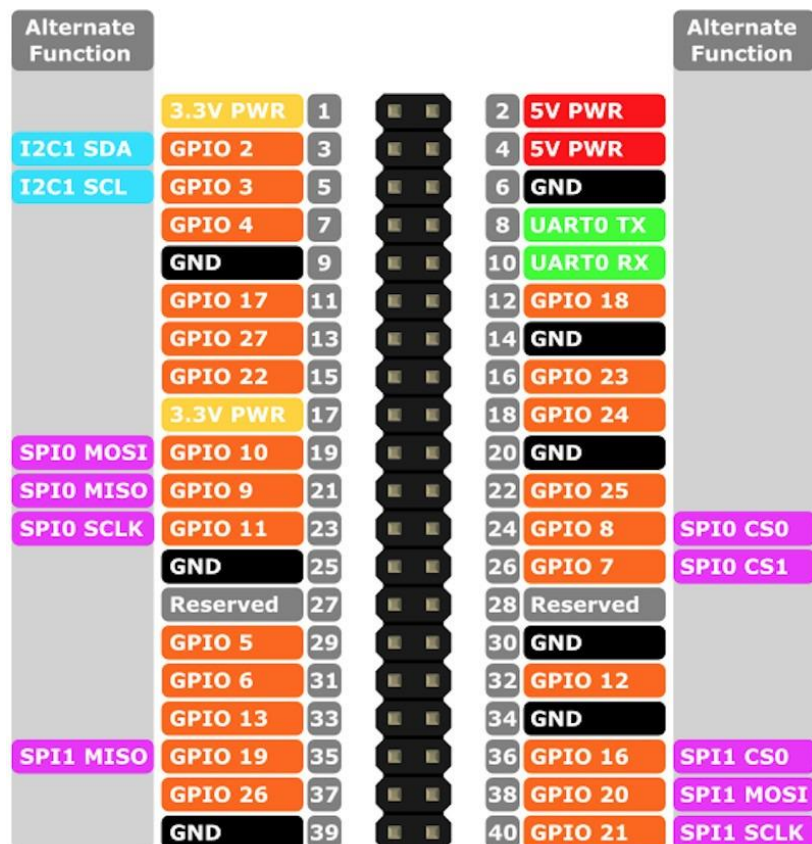 Alternate Function
Alternate Function
3.3V PWR 1 2 5V PWR
I2C1 SDA GPIO 2 3 4 5V PWR
I2C1 SCL GPIO 3 5 6 GND
GPIO 4 7 8 UART0 TX
GND 9 10 UART0 RX
GPIO 17 11 12 GPIO 18
GPIO 27 13 14 GND
GPIO 22 15 16 GPIO 23
3.3V PWR 17 18 GPIO 24
SPI0 MOSI GPIO 10 19 20 GND
SPI0 MISO GPIO 9 21 22 GPIO 25
SPI0 SCLK GPIO 11 23 24 GPIO 8 SPI0 CS0
GND 25 26 GPIO 7 SPI0 CS1
Reserved 27 28 Reserved
GPIO 5 29 30 GND
GPIO 6 31 32 GPIO 12
GPIO 13 33 34 GND
SPI1 MISO GPIO 19 35 36 GPIO 16 SPI1 CS0
GPIO 26 37 38 GPIO 20 SPI1 MOSI
GND 39 40 GPIO 21 SPI1 SCLK